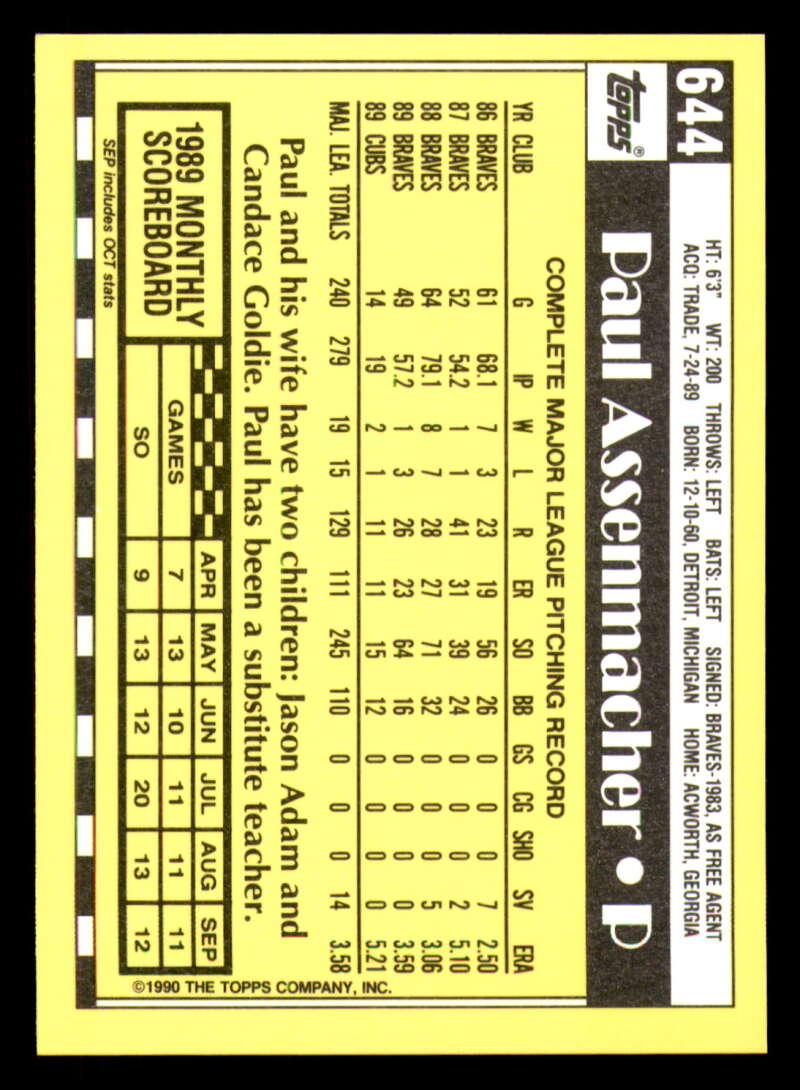 644
HT: 6'3" WT: 200 THROWS: LEFT BATS: LEFT SIGNED: BRAVES-1983, AS FREE AGENT
ACQ: TRADE, 7-24-89 BORN: 12-10-60, DETROIT, MICHIGAN HOME: ACWORTH, GEORGIA
topps®
Paul Assenmacher • P
COMPLETE MAJOR LEAGUE PITCHING RECORD
YR CLUB G IP W L R ER SO BB GS CG SHO SV ERA
86 BRAVES 61 68.1 7 3 23 19 56 26 0 0 0 7 2.50
87 BRAVES 52 54.2 1 1 41 31 39 24 0 0 0 2 5.10
88 BRAVES 64 79.1 8 7 28 27 71 32 0 0 0 5 3.06
89 BRAVES 49 57.2 1 3 26 23 64 16 0 0 0 0 3.59
89 CUBS 14 19 2 1 11 11 15 12 0 0 0 0 5.21
MAJ. LEA. TOTALS 240 279 19 15 129 111 245 110 0 0 0 14 3.58
Paul and his wife have two children: Jason Adam and
Candace Goldie. Paul has been a substitute teacher.
1989 MONTHLY
SCOREBOARD
APR MAY JUN JUL AUG SEP
GAMES 7 13 10 11 11 11
SO 9 13 12 20 13 12
SEP includes OCT stats
©1990 THE TOPPS COMPANY, INC.